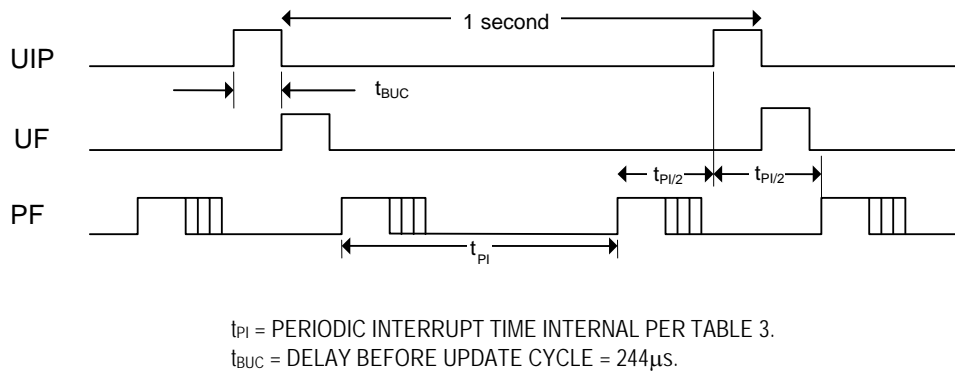 1 second
UIP
tBUC
UF
tPI/2 tPI/2
PF
tPI
tPI = PERIODIC INTERRUPT TIME INTERNAL PER TABLE 3.
tBUC = DELAY BEFORE UPDATE CYCLE = 244µs.